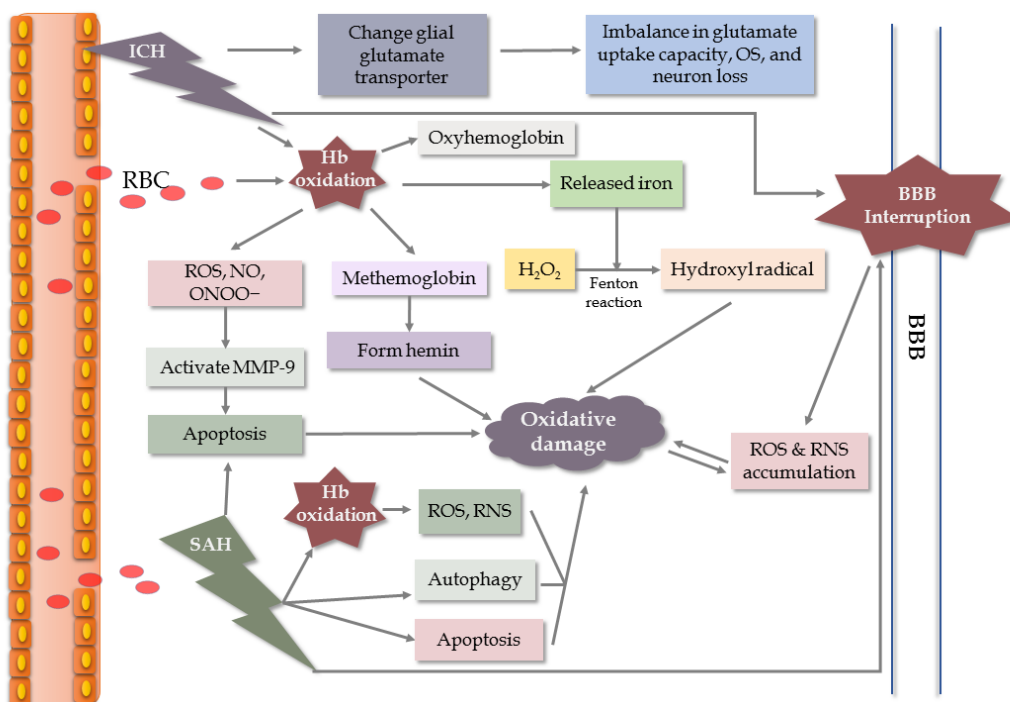 ICH
Change glial
glutamate
transporter
Imbalance in glutamate
uptake capacity, OS, and
neuron loss
Oxyhemoglobin
Hb
oxidation
RBC
Released iron
BBB
Interruption
ROS, NO,
ONOO−
Methemoglobin
H₂O₂
Fenton
reaction
Hydroxyl radical
BBB
Activate MMP-9
Form hemin
Apoptosis
Oxidative
damage
ROS & RNS
accumulation
Hb
oxidation
ROS, RNS
SAH
Autophagy
Apoptosis